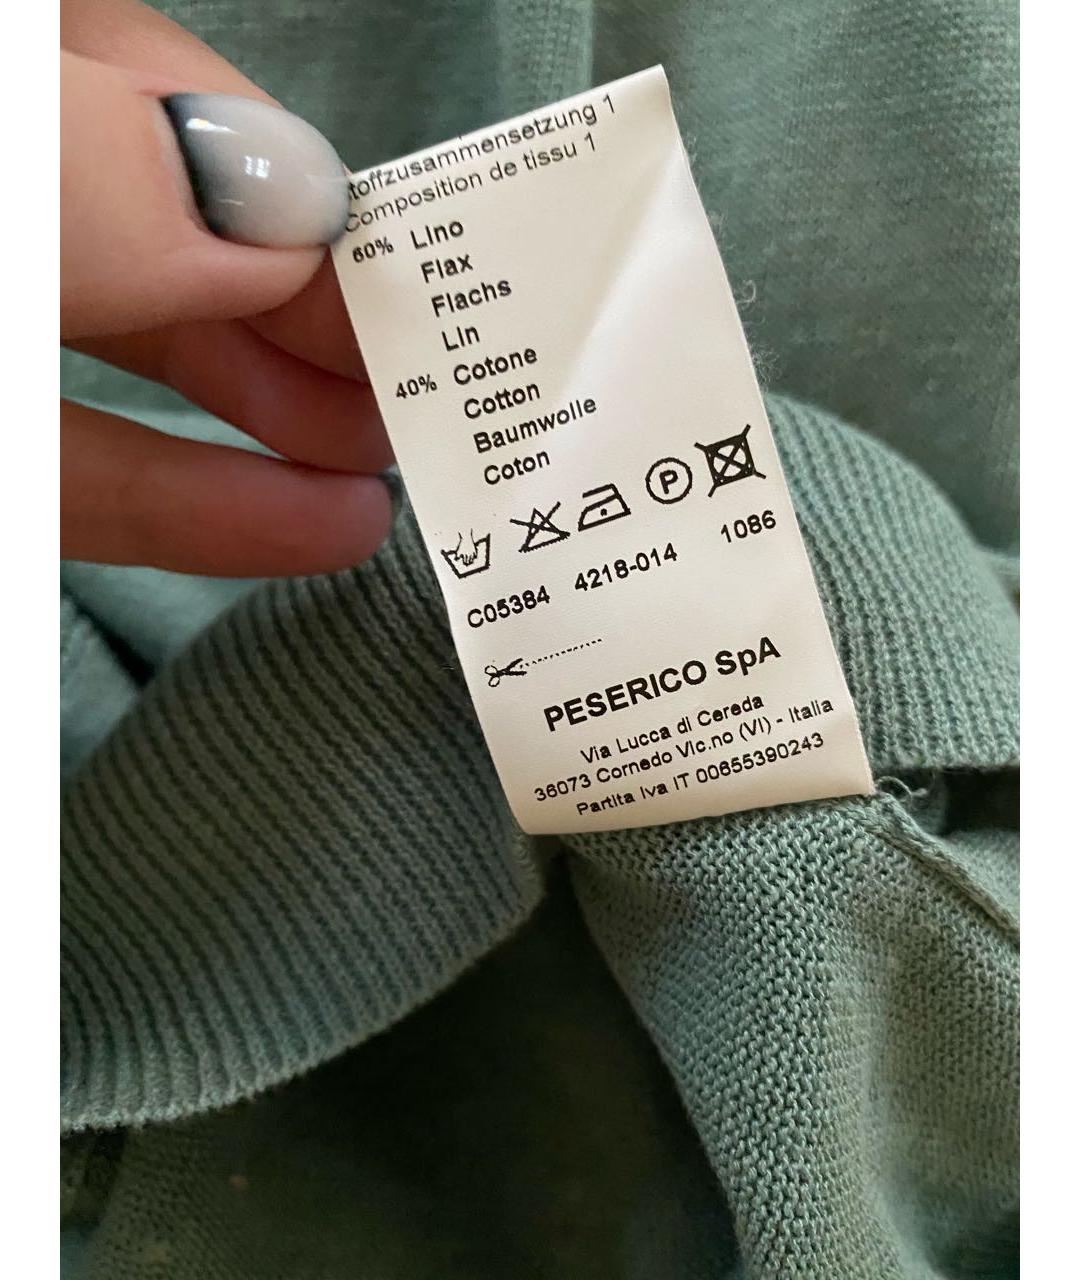 toffzusammensetzung 1
Composition de tissu 1
60% Lino
Flax
Flachs
Lin
40% Cotone
Cotton
Baumwolle
Coton
P
C05384 4218-014 1086
PESERICO SpA
Via Lucca di Cereda
36073 Cornedo Vic.no (VI) - Italia
Partita Iva IT 00655390243